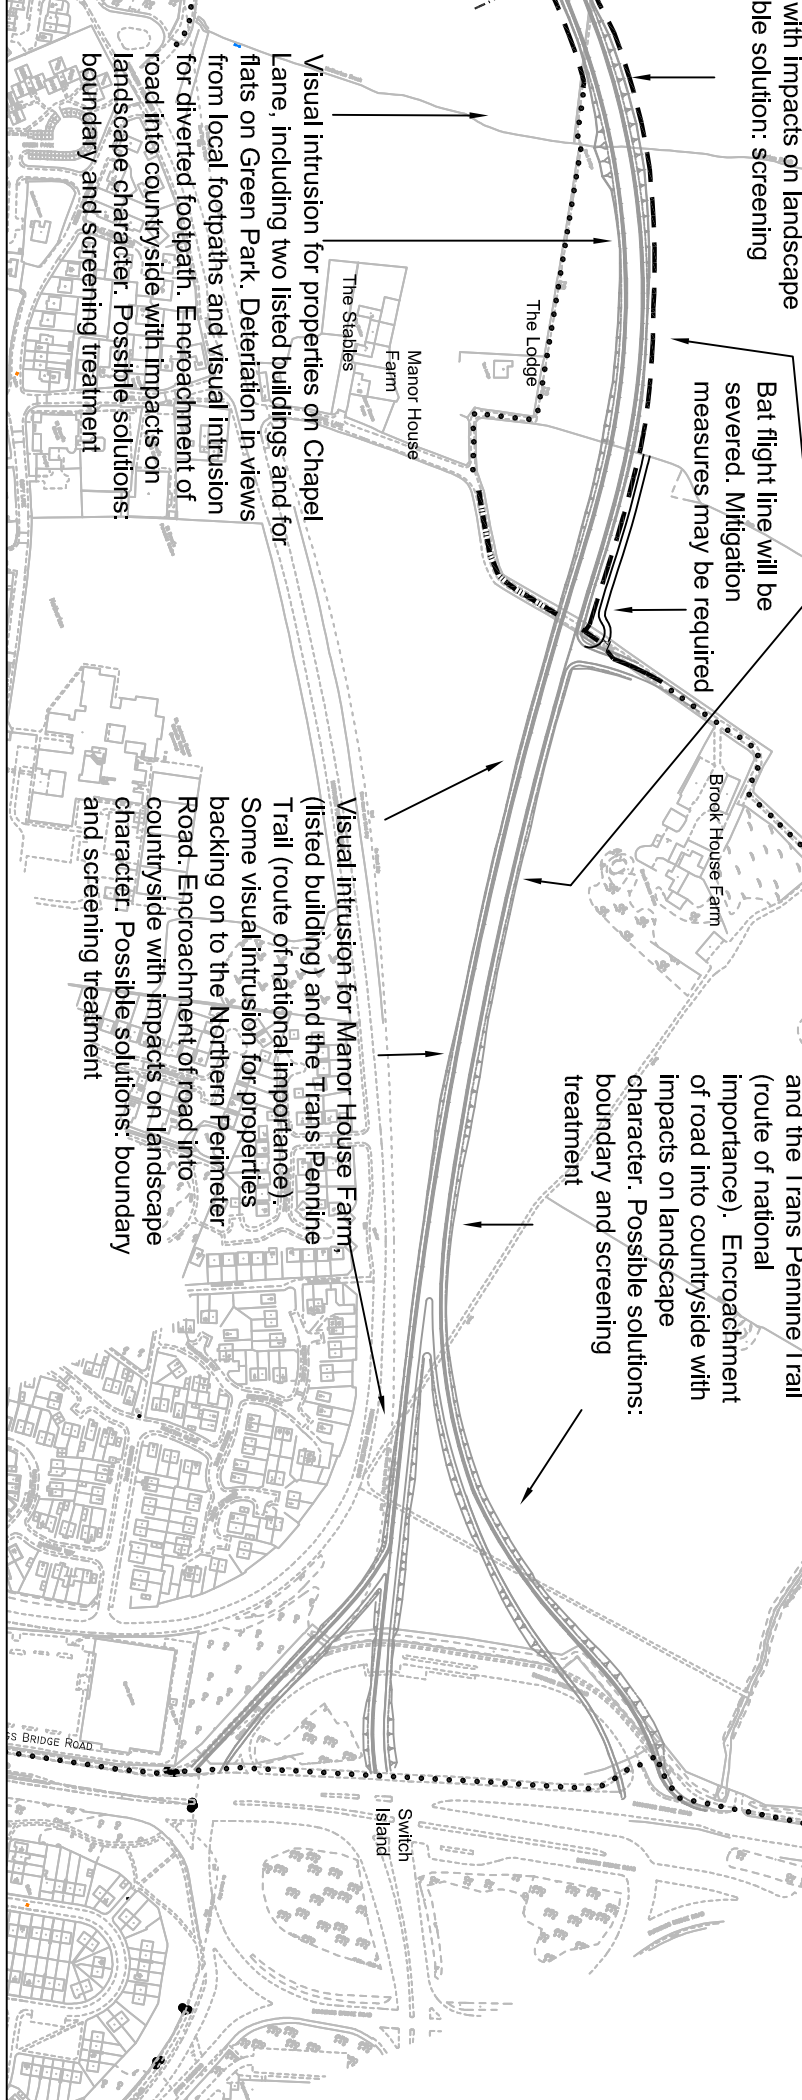 with impacts on landscape
ble solution: screening
Bat flight line will be
severed. Mitigation
measures may be required
Visual intrusion for properties on Chapel
Lane, including two listed buildings and for
flats on Green Park. Deteriation in views
from local footpaths and visual intrusion
for diverted footpath. Encroachment of
road into countryside with impacts on
landscape character. Possible solutions:
boundary and screening treatment
The Lodge
Manor House
Farm
The Stables
Brook House Farm
and the Trans Pennine Trail
(route of national
importance). Encroachment
of road into countryside with
impacts on landscape
character. Possible solutions:
boundary and screening
treatment
Visual intrusion for Manor House Farm,
(listed building) and the Trans Pennine
Trail (route of national importance).
Some visual intrusion for properties
backing on to the Northern Perimeter
Road. Encroachment of road into
countryside with impacts on landscape
character. Possible solutions: boundary
and screening treatment
GS BRIDGE ROAD
Switch
Island